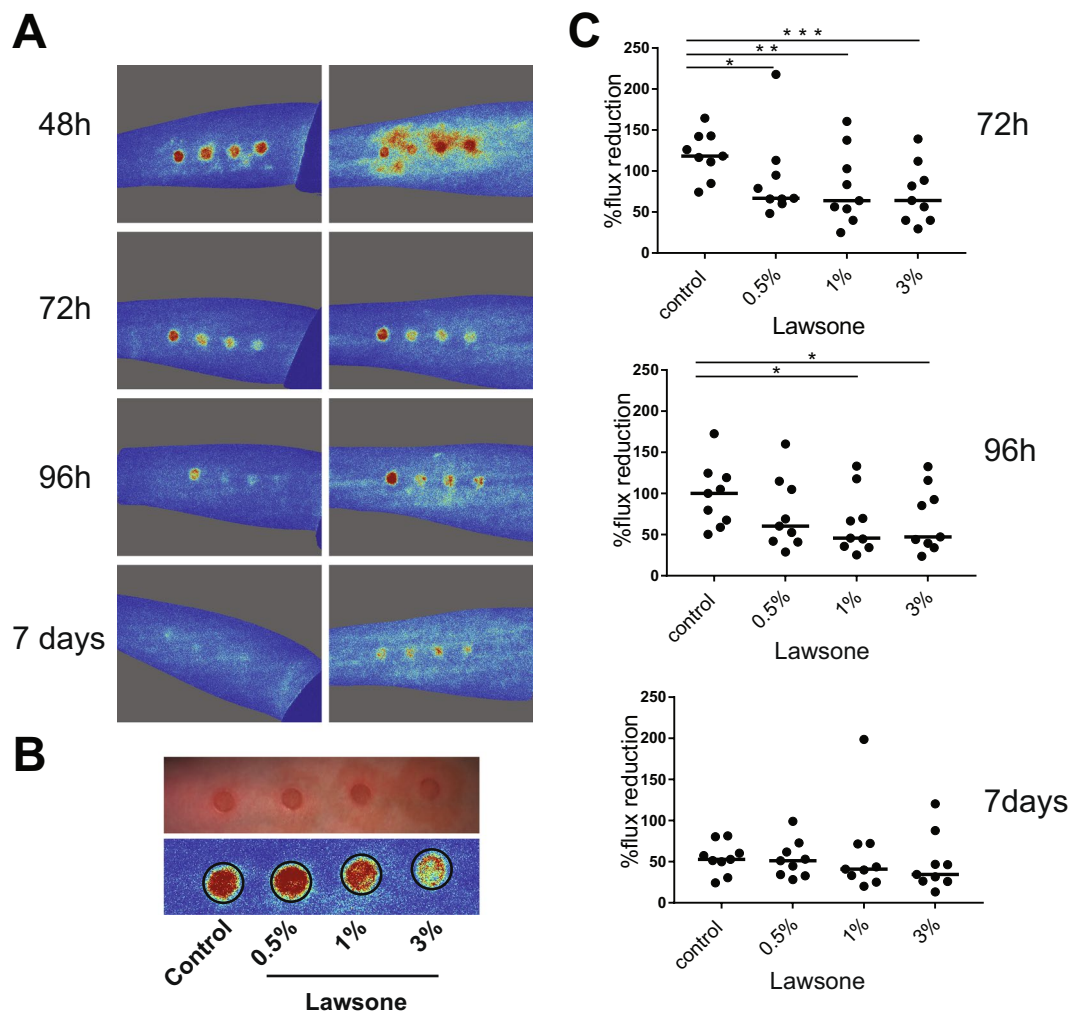 A
48h
72h
96h
7 days
B
Control
0.5%
1%
3%
Lawsone
C
* * *
* *
*
250
200
150
100
50
0
%flux reduction
control
0.5%
1%
3%
Lawsone
72h
*
*
250
200
150
100
50
0
%flux reduction
control
0.5%
1%
3%
Lawsone
96h
250
200
150
100
50
0
%flux reduction
control
0.5%
1%
3%
Lawsone
7days